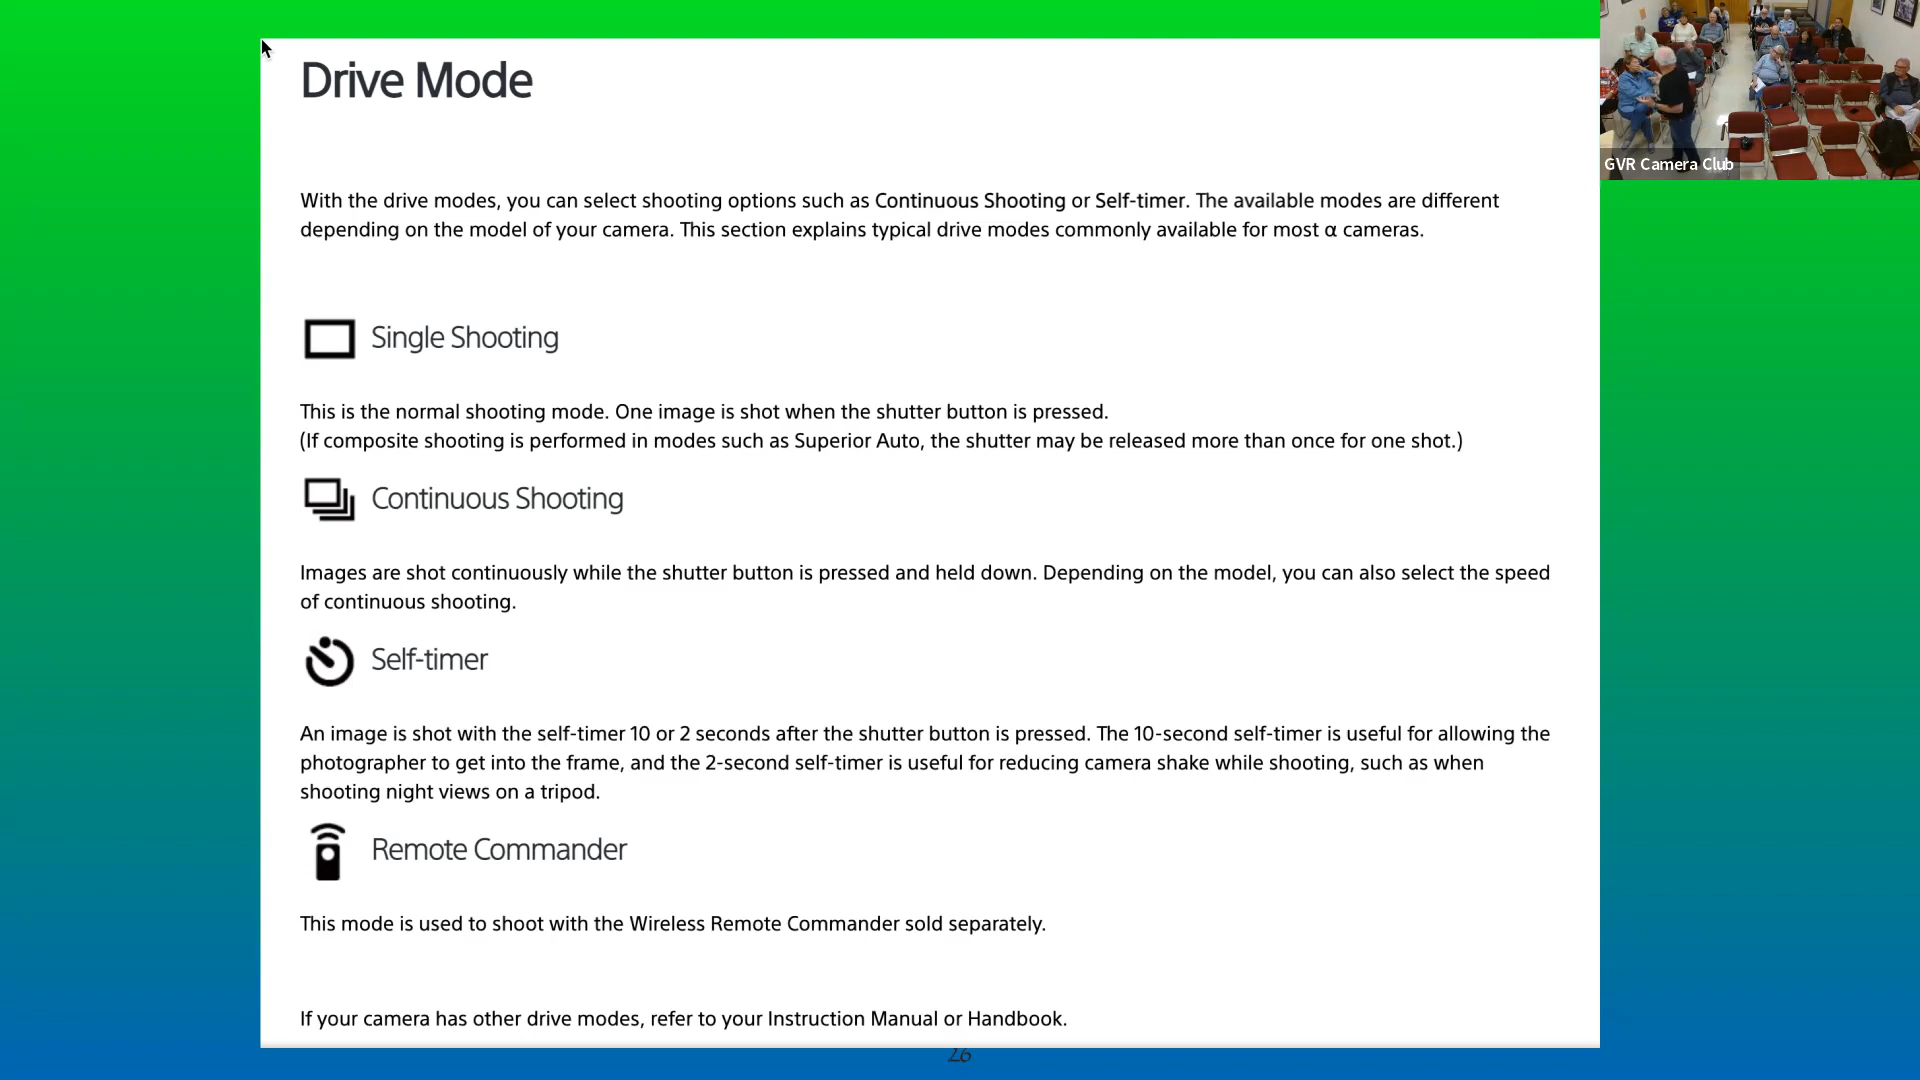 Drive Mode
GVR Camera Club
With the drive modes, you can select shooting options such as Continuous Shooting or Self-timer. The available modes are different
depending on the model of your camera. This section explains typical drive modes commonly available for most α cameras.
Single Shooting
This is the normal shooting mode. One image is shot when the shutter button is pressed.
(If composite shooting is performed in modes such as Superior Auto, the shutter may be released more than once for one shot.)
Continuous Shooting
Images are shot continuously while the shutter button is pressed and held down. Depending on the model, you can also select the speed
of continuous shooting.
Self-timer
An image is shot with the self-timer 10 or 2 seconds after the shutter button is pressed. The 10-second self-timer is useful for allowing the
photographer to get into the frame, and the 2-second self-timer is useful for reducing camera shake while shooting, such as when
shooting night views on a tripod.
Remote Commander
This mode is used to shoot with the Wireless Remote Commander sold separately.
If your camera has other drive modes, refer to your Instruction Manual or Handbook.
26